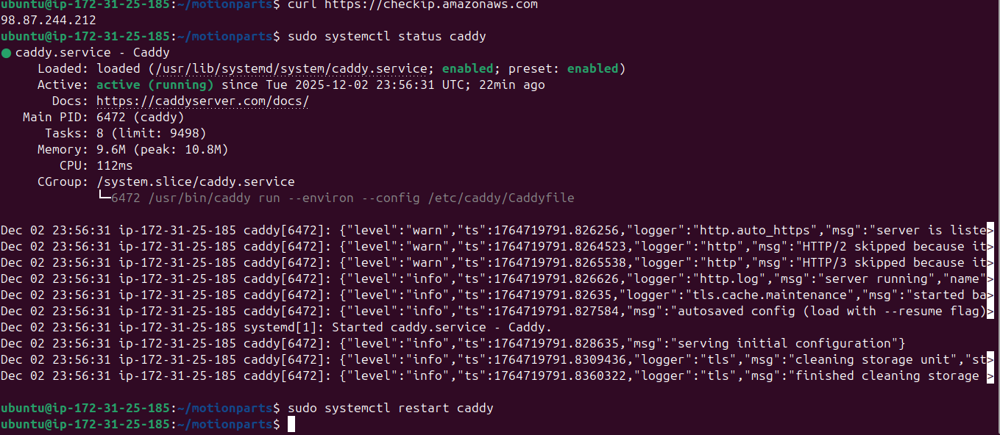 ubuntu@ip-172-31-25-185:~/motionparts$ curl https://checkip.amazonaws.com
98.87.244.212
ubuntu@ip-172-31-25-185:~/motionparts$ sudo systemctl status caddy
● caddy.service - Caddy
     Loaded: loaded (/usr/lib/systemd/system/caddy.service; enabled; preset: enabled)
     Active: active (running) since Tue 2025-12-02 23:56:31 UTC; 22min ago
       Docs: https://caddyserver.com/docs/
   Main PID: 6472 (caddy)
      Tasks: 8 (limit: 9498)
     Memory: 9.6M (peak: 10.8M)
        CPU: 112ms
     CGroup: /system.slice/caddy.service
             └─6472 /usr/bin/caddy run --environ --config /etc/caddy/Caddyfile
Dec 02 23:56:31 ip-172-31-25-185 caddy[6472]: {"level":"warn","ts":1764719791.826256,"logger":"http.auto_https","msg":"server is liste>
Dec 02 23:56:31 ip-172-31-25-185 caddy[6472]: {"level":"warn","ts":1764719791.8264523,"logger":"http","msg":"HTTP/2 skipped because it>
Dec 02 23:56:31 ip-172-31-25-185 caddy[6472]: {"level":"warn","ts":1764719791.8265538,"logger":"http","msg":"HTTP/3 skipped because it>
Dec 02 23:56:31 ip-172-31-25-185 caddy[6472]: {"level":"info","ts":1764719791.826626,"logger":"http.log","msg":"server running","name">
Dec 02 23:56:31 ip-172-31-25-185 caddy[6472]: {"level":"info","ts":1764719791.82635,"logger":"tls.cache.maintenance","msg":"started ba>
Dec 02 23:56:31 ip-172-31-25-185 caddy[6472]: {"level":"info","ts":1764719791.827584,"msg":"autosaved config (load with --resume flag)>
Dec 02 23:56:31 ip-172-31-25-185 systemd[1]: Started caddy.service - Caddy.
Dec 02 23:56:31 ip-172-31-25-185 caddy[6472]: {"level":"info","ts":1764719791.828635,"msg":"serving initial configuration"}
Dec 02 23:56:31 ip-172-31-25-185 caddy[6472]: {"level":"info","ts":1764719791.8309436,"logger":"tls","msg":"cleaning storage unit","st>
Dec 02 23:56:31 ip-172-31-25-185 caddy[6472]: {"level":"info","ts":1764719791.8360322,"logger":"tls","msg":"finished cleaning storage >
ubuntu@ip-172-31-25-185:~/motionparts$ sudo systemctl restart caddy
ubuntu@ip-172-31-25-185:~/motionparts$